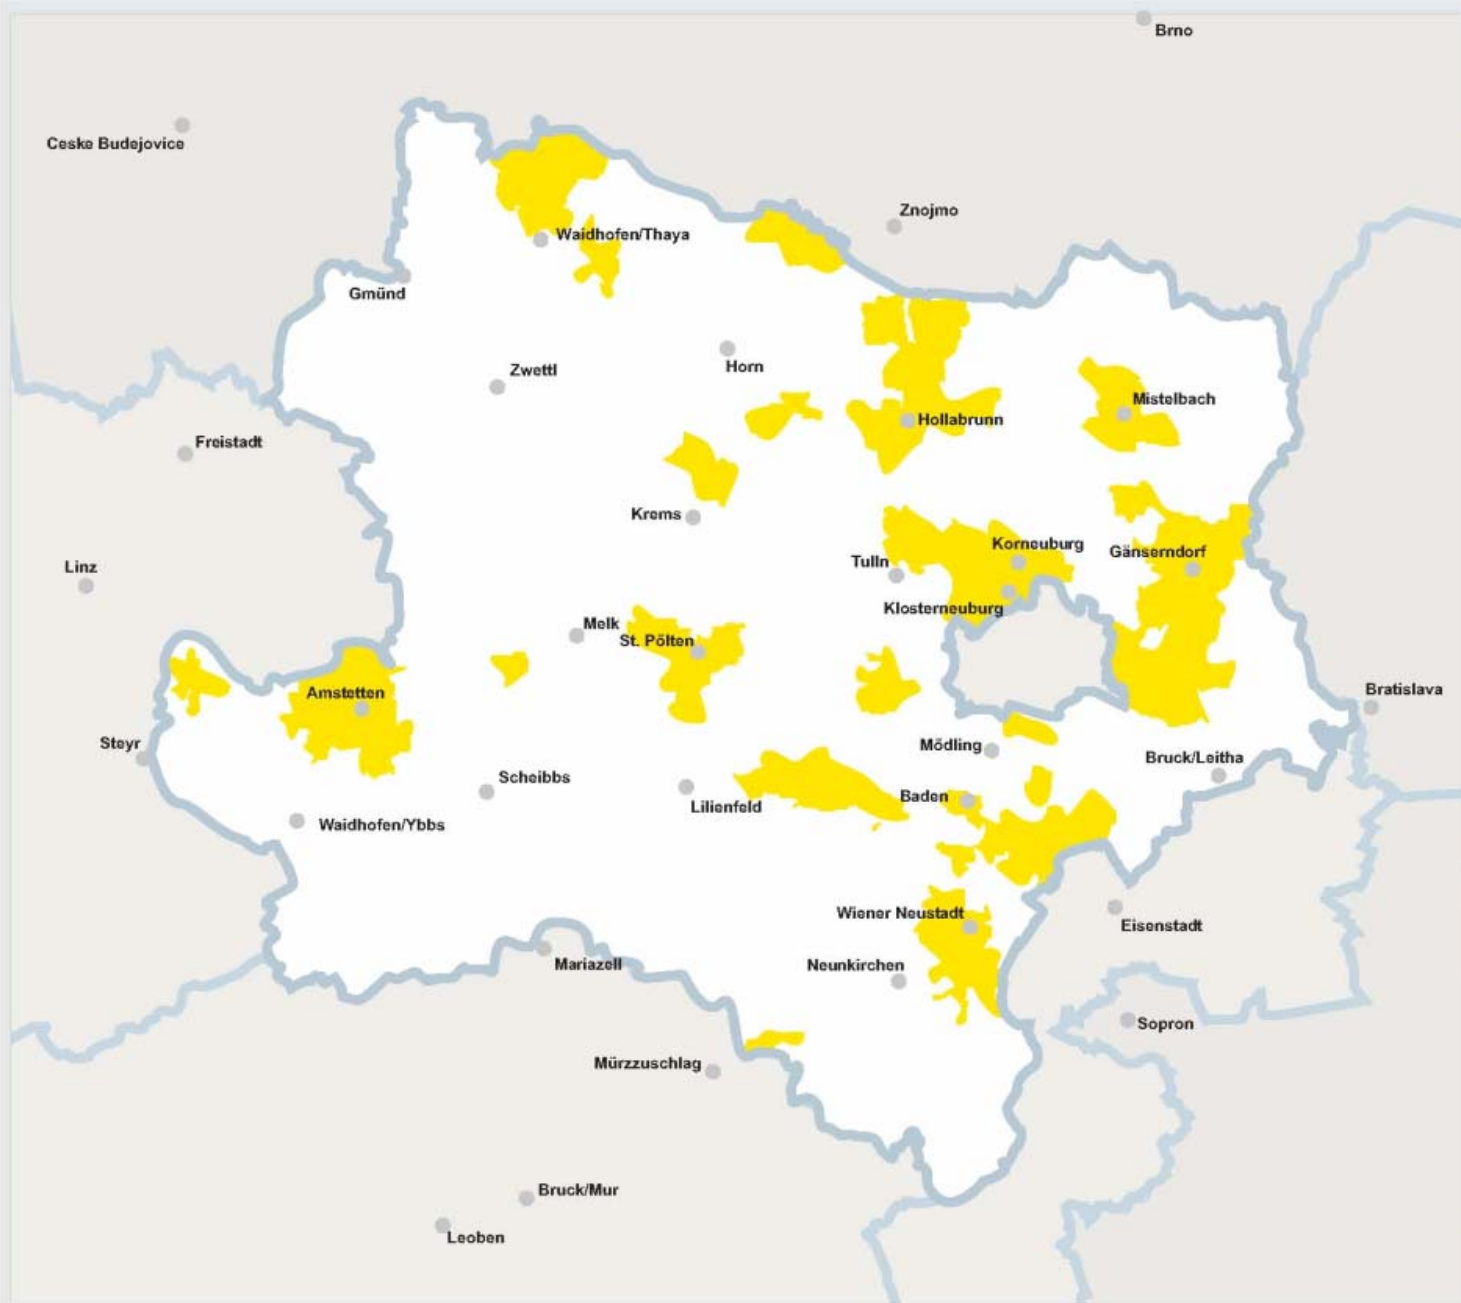 Brno
Ceske Budejovice
Znojmo
Waidhofen/Thaya
Gmünd
Horn
Zwettl
Mistelbach
Hollabrunn
Freistadt
Krems
Korneuburg
Gänserndorf
Tulln
Linz
Klosterneuburg
Melk
St. Pölten
Bratislava
Amstetten
Steyr
Mödling
Bruck/Leitha
Scheibbs
Baden
Lilienfeld
Waidhofen/Ybbs
Wiener Neustadt
Eisenstadt
Mariazell
Neunkirchen
Sopron
Mürzzuschlag
Bruck/Mur
Leoben